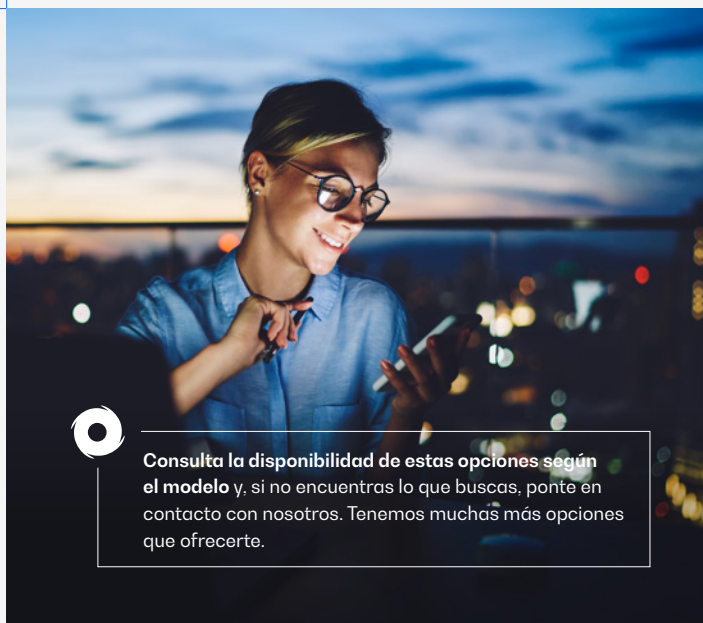 Consulta la disponibilidad de estas opciones según
el modelo y, si no encuentras lo que buscas, ponte en
contacto con nosotros. Tenemos muchas más opciones
que ofrecerte.